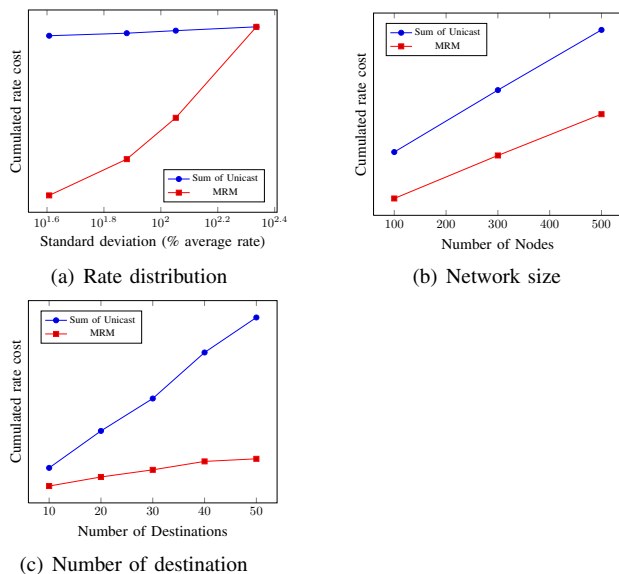 Cumulated rate cost
Sum of Unicast
MRM
10^1.6 10^1.8 10^2 10^2.2 10^2.4
Standard deviation (% average rate)
(a) Rate distribution
Cumulated rate cost
Sum of Unicast
MRM
100 200 300 400 500
Number of Nodes
(b) Network size
Cumulated rate cost
Sum of Unicast
MRM
10 20 30 40 50
Number of Destinations
(c) Number of destination